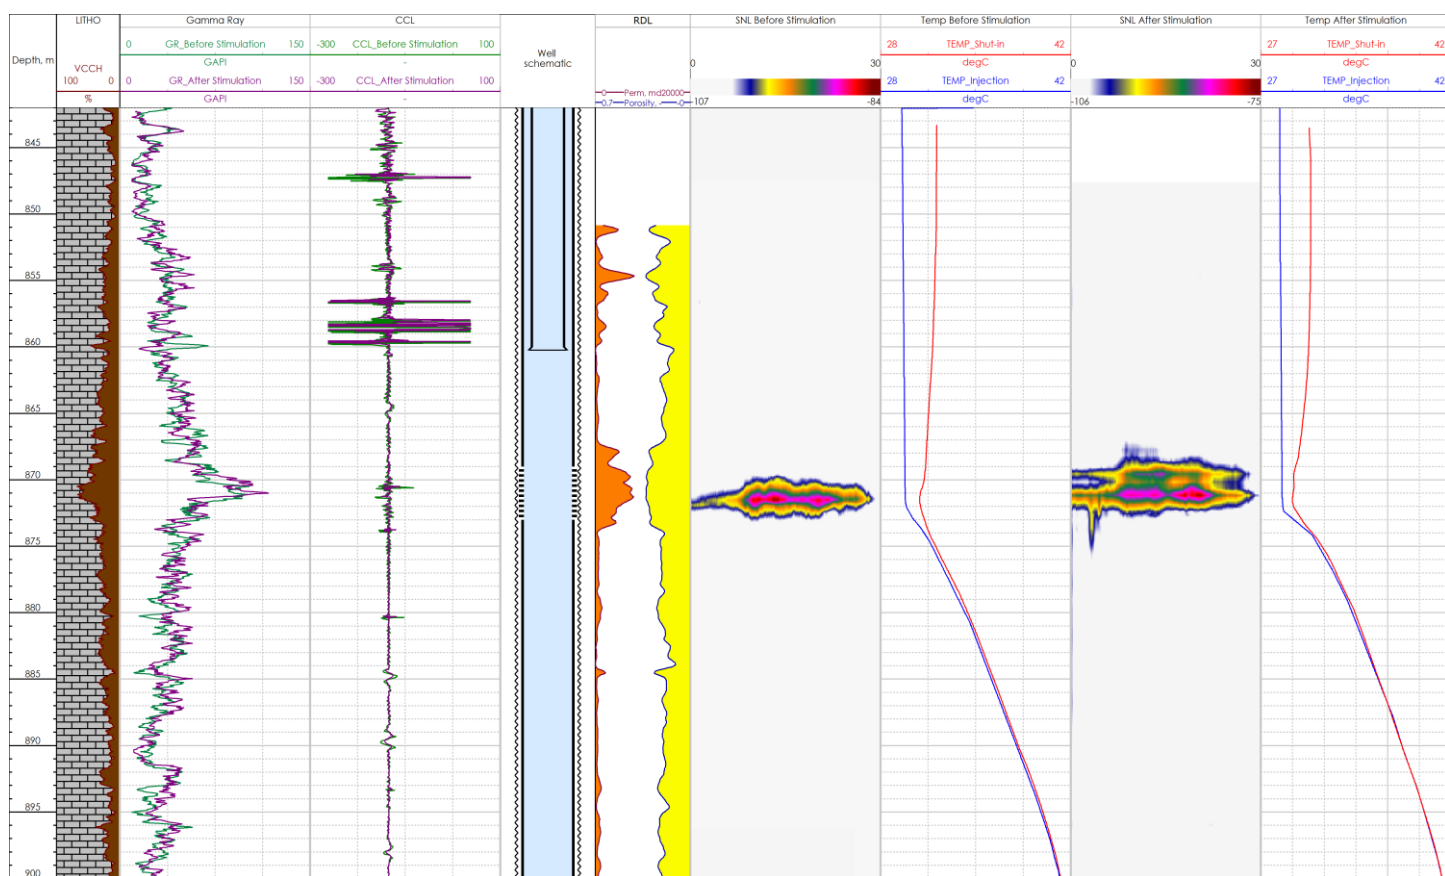 LITHO
Gamma Ray
CCL
RDL
SNL Before Stimulation
Temp Before Stimulation
SNL After Stimulation
Temp After Stimulation
0 GR_Before Stimulation 150
-300 CCL_Before Stimulation 100
28 TEMP_Shut-in 42
27 TEMP_Shut-in 42
Depth, m
VCCH
GAPI
-
Well
schematic
0
30
degC
0
30
degC
100 0
0 GR_After Stimulation 150
-300 CCL_After Stimulation 100
28 TEMP_Injection 42
27 TEMP_Injection 42
%
GAPI
-
0 Perm, md 20000
0.7 Porosity, - 0
-107 -84
degC
-106 -75
degC
845
850
855
860
865
870
875
880
885
890
895
900